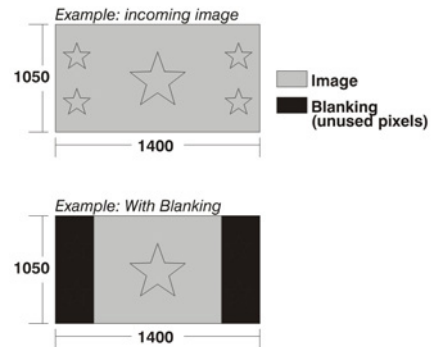 Example: incoming image
1050
1400
Image
Blanking
(unused pixels)
Example: With Blanking
1050
1400